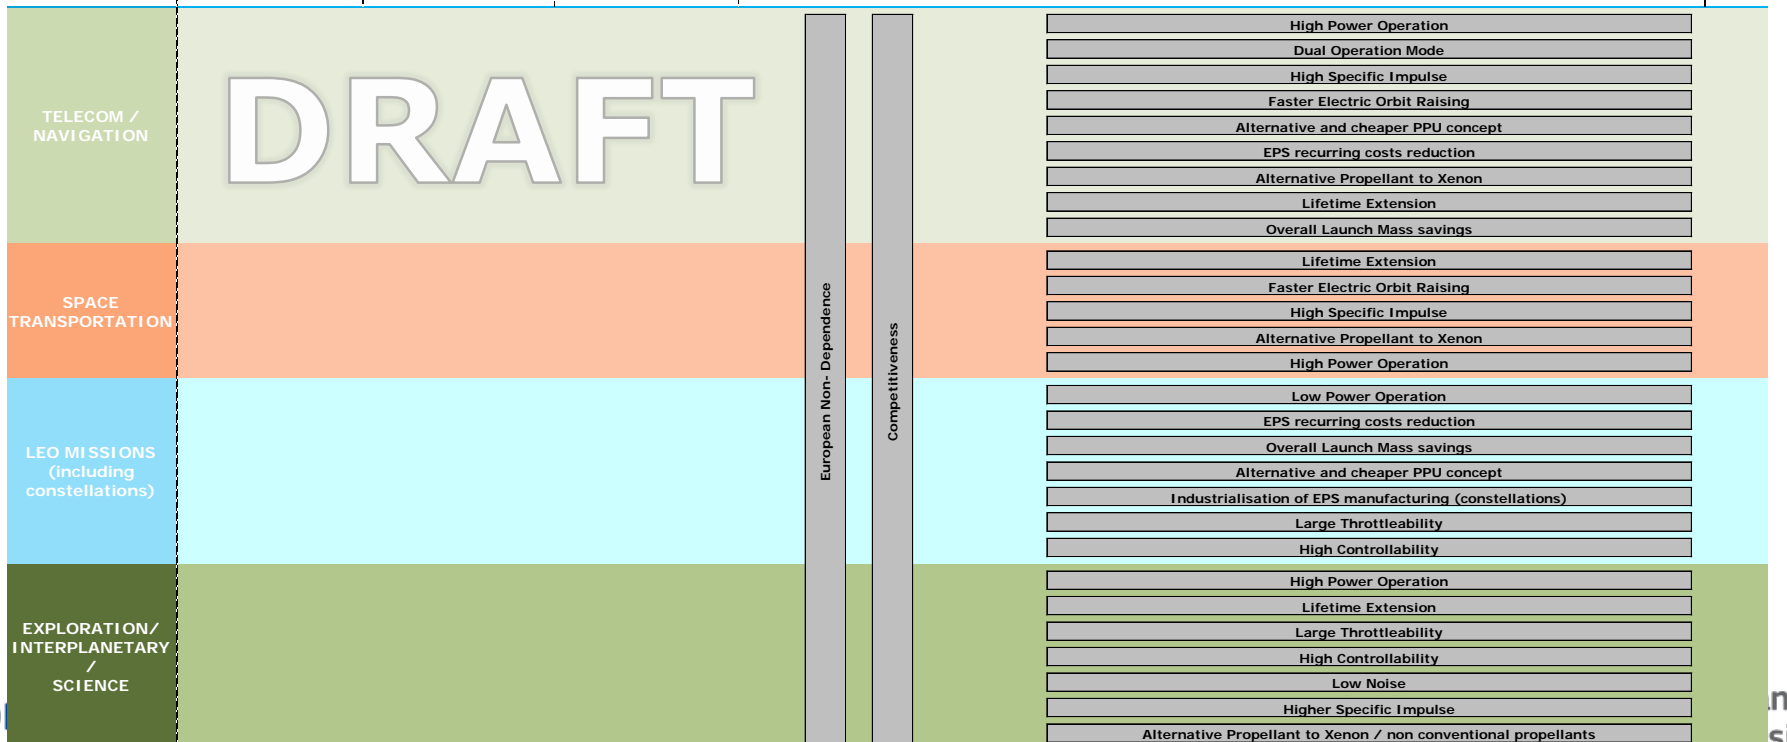 TELECOM /
NAVIGATION
DRAFT
High Power Operation
Dual Operation Mode
High Specific Impulse
Faster Electric Orbit Raising
Alternative and cheaper PPU concept
EPS recurring costs reduction
Alternative Propellant to Xenon
Lifetime Extension
Overall Launch Mass savings
European Non- Dependence
Competitiveness
SPACE
TRANSPORTATION
Lifetime Extension
Faster Electric Orbit Raising
High Specific Impulse
Alternative Propellant to Xenon
High Power Operation
LEO MISSIONS
(including
constellations)
Low Power Operation
EPS recurring costs reduction
Overall Launch Mass savings
Alternative and cheaper PPU concept
Industrialisation of EPS manufacturing (constellations)
Large Throttleability
High Controllability
EXPLORATION/
INTERPLANETARY
/
SCIENCE
High Power Operation
Lifetime Extension
Large Throttleability
High Controllability
Low Noise
Higher Specific Impulse
Alternative Propellant to Xenon / non conventional propellants